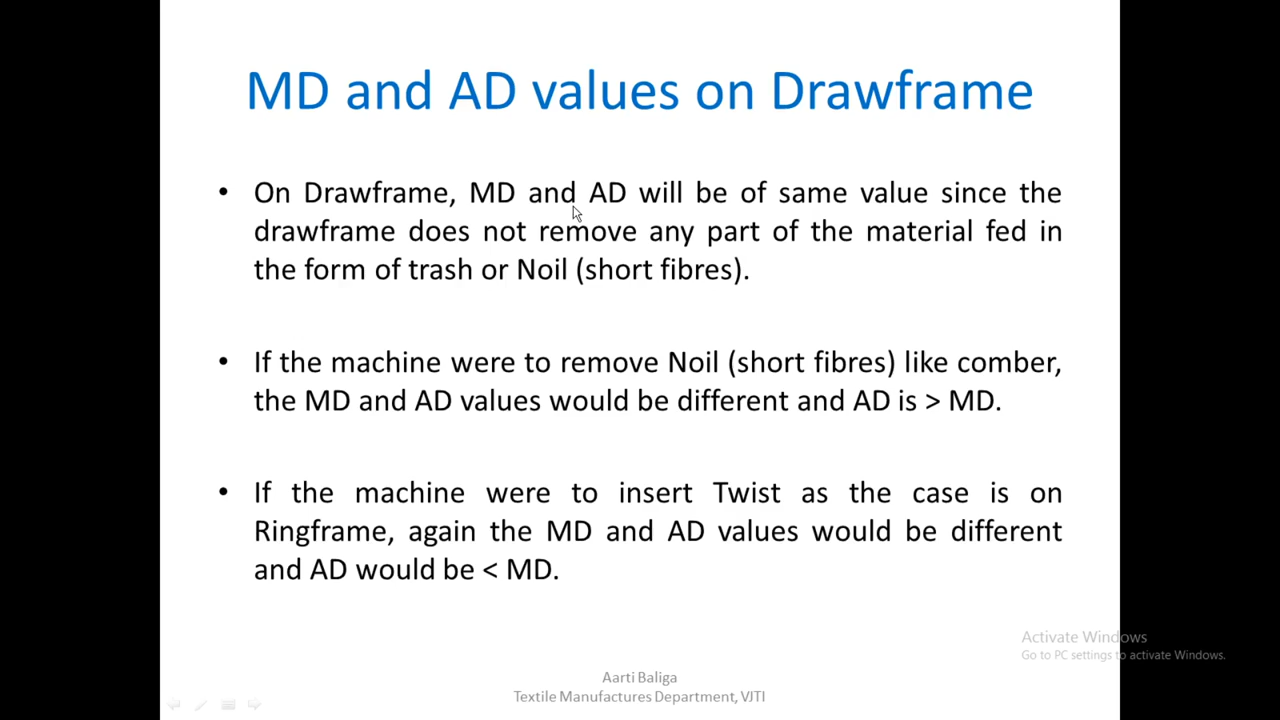 MD and AD values on Drawframe
• On Drawframe, MD and AD will be of same value since the
drawframe does not remove any part of the material fed in
the form of trash or Noil (short fibres).
• If the machine were to remove Noil (short fibres) like comber,
the MD and AD values would be different and AD is > MD.
• If the machine were to insert Twist as the case is on
Ringframe, again the MD and AD values would be different
and AD would be < MD.
Activate Windows
Go to PC settings to activate Windows.
Aarti Baliga
Textile Manufactures Department, VJTI